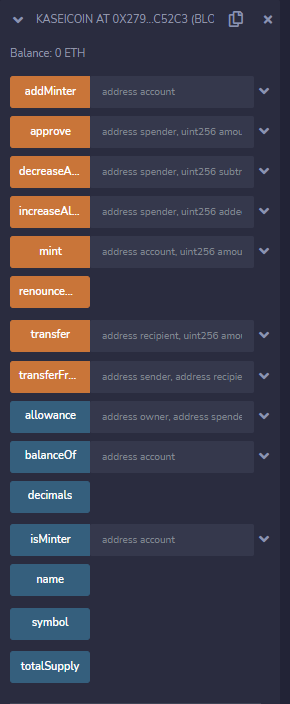 KASEICOIN AT 0X279...C52C3 (BLO
Balance: 0 ETH
addMinter address account
approve address spender, uint256 amou
decreaseA... address spender, uint256 subtr
increaseAl... address spender, uint256 adde
mint address account, uint256 amou
renounce...
transfer address recipient, uint256 amou
transferFr... address sender, address recipie
allowance address owner, address spende
balanceOf address account
decimals
isMinter address account
name
symbol
totalSupply